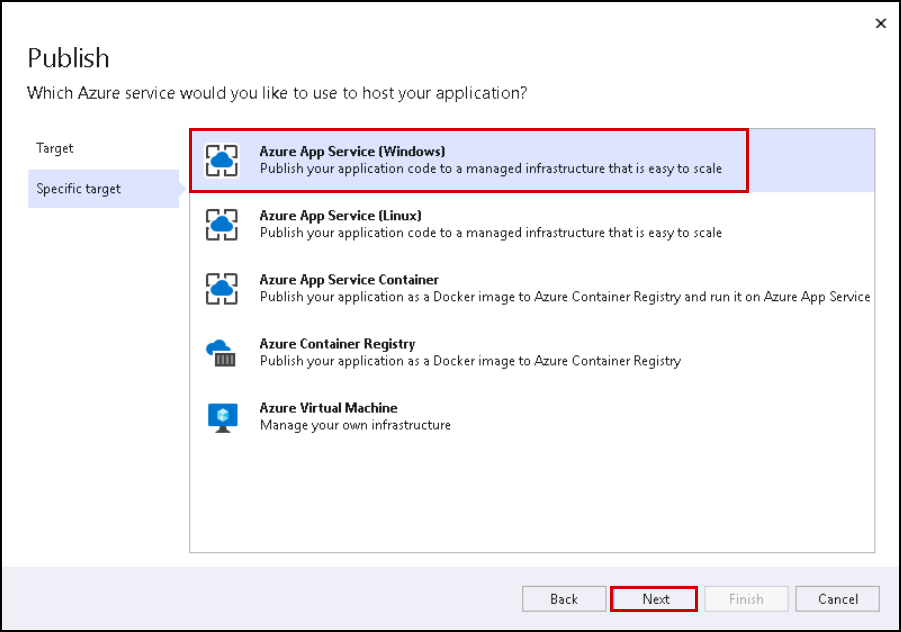 Publish
Which Azure service would you like to use to host your application?
Target
Specific target
Azure App Service (Windows)
Publish your application code to a managed infrastructure that is easy to scale
Azure App Service (Linux)
Publish your application code to a managed infrastructure that is easy to scale
Azure App Service Container
Publish your application as a Docker image to Azure Container Registry and run it on Azure App Service
Azure Container Registry
Publish your application as a Docker image to Azure Container Registry
Azure Virtual Machine
Manage your own infrastructure
Back
Next
Finish
Cancel